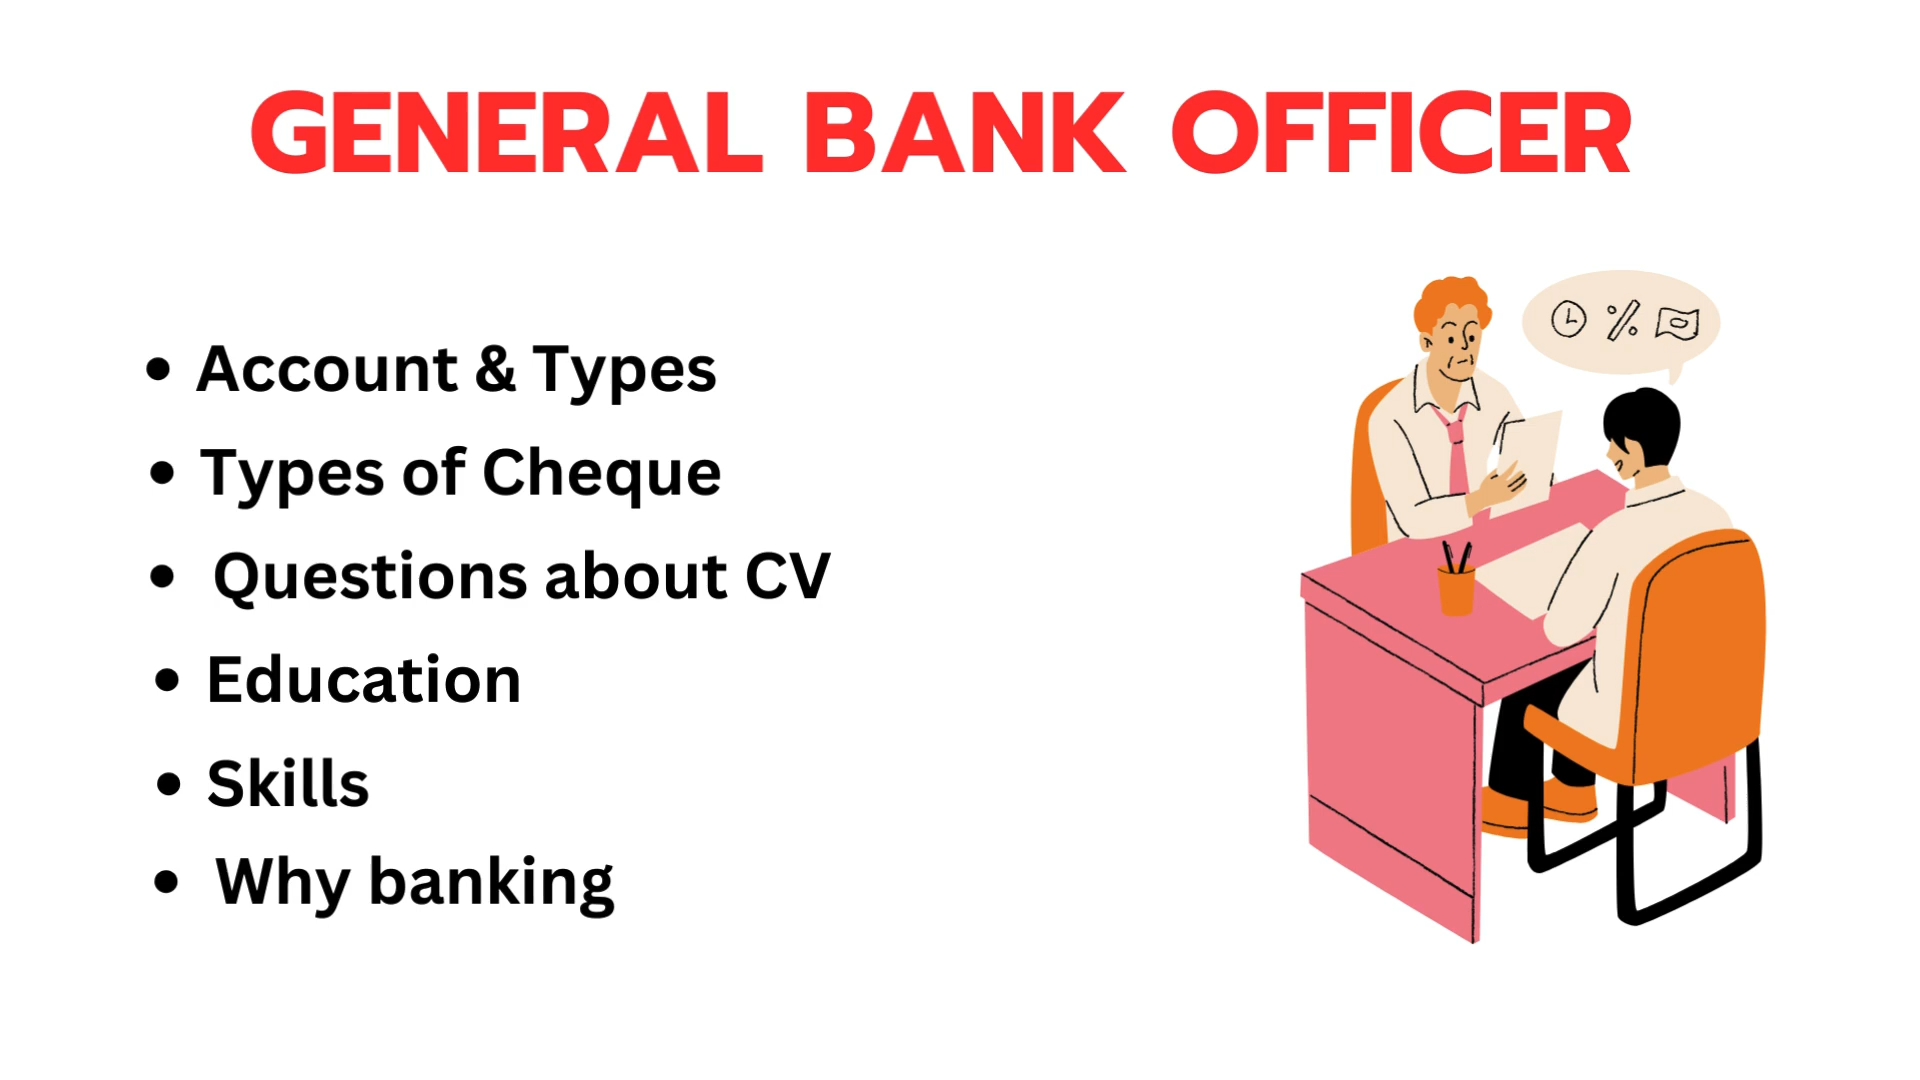 GENERAL BANK OFFICER
• Account & Types
• Types of Cheque
• Questions about CV
• Education
• Skills
• Why banking
%